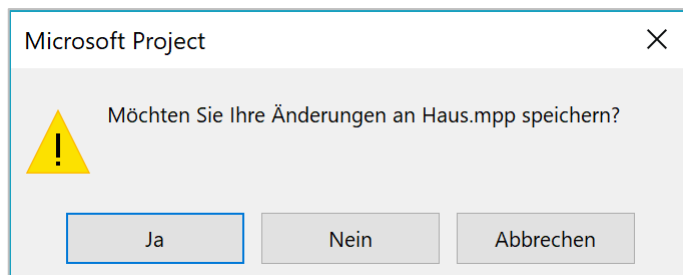 Microsoft Project
Möchten Sie Ihre Änderungen an Haus.mpp speichern?
Ja
Nein
Abbrechen